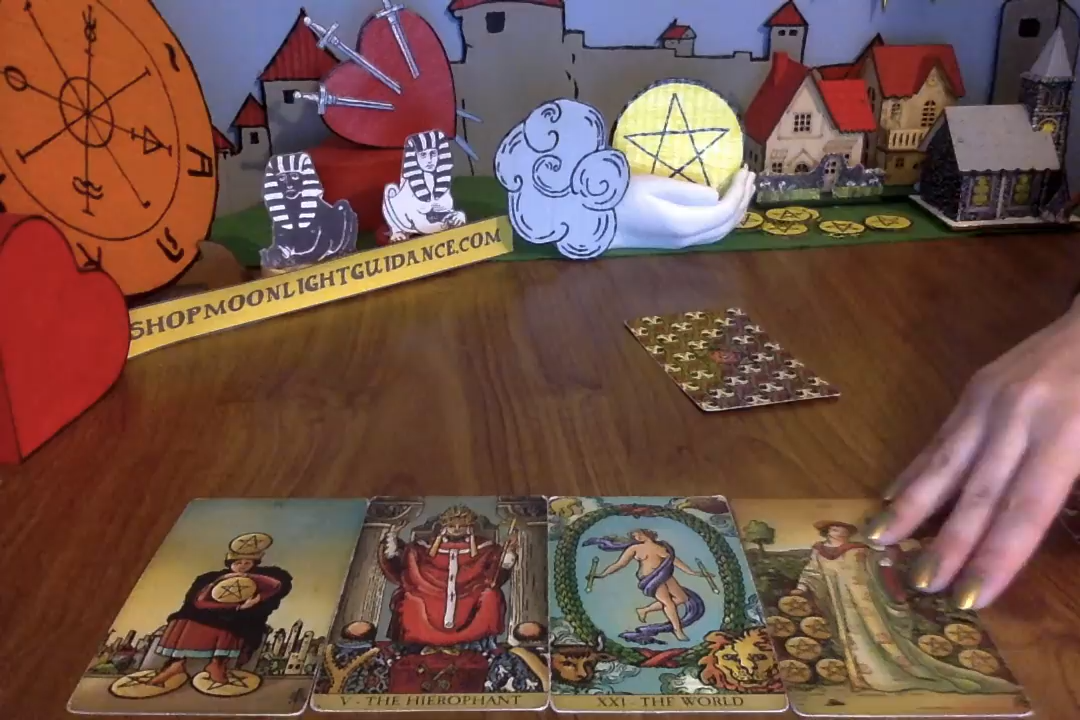 SHOPMOONLIGHTGUIDANCE.COM
V - THE HIEROPHANT
XXI - THE WORLD